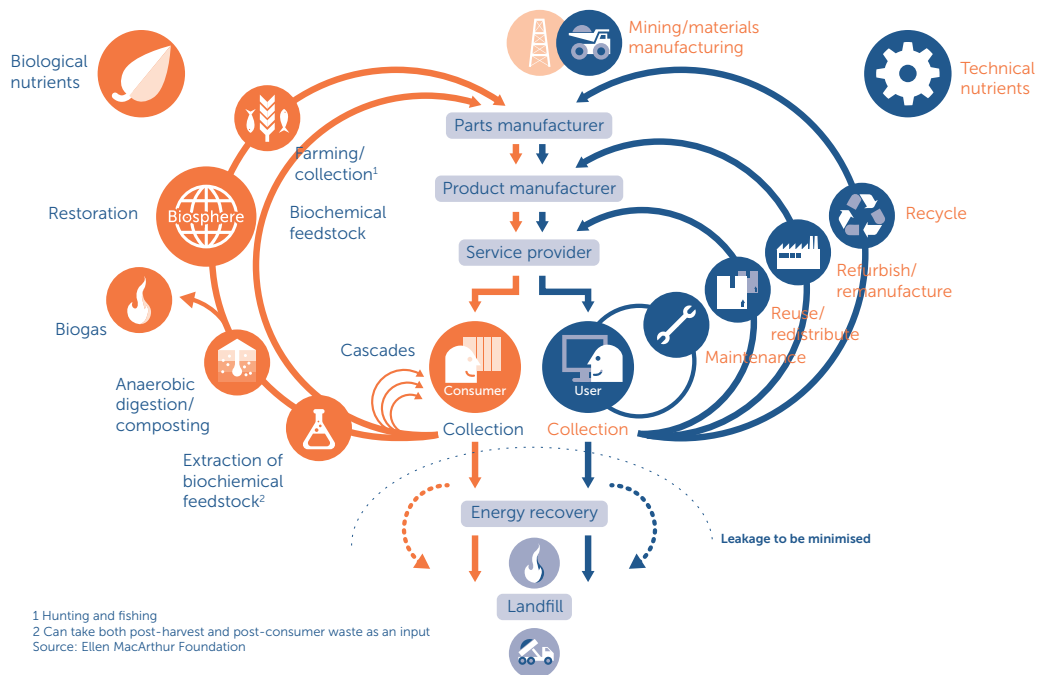 Biological
nutrients
Mining/materials
manufacturing
Technical
nutrients
Parts manufacturer
Farming/
collection1
Product manufacturer
Restoration
Biosphere
Biochemical
feedstock
Recycle
Service provider
Refurbish/
remanufacture
Biogas
Reuse/
redistribute
Cascades
Maintenance
Anaerobic
digestion/
composting
Consumer
User
Collection
Collection
Extraction of
biochiemical
feedstock2
Energy recovery
Leakage to be minimised
Landfill
1 Hunting and fishing
2 Can take both post-harvest and post-consumer waste as an input
Source: Ellen MacArthur Foundation